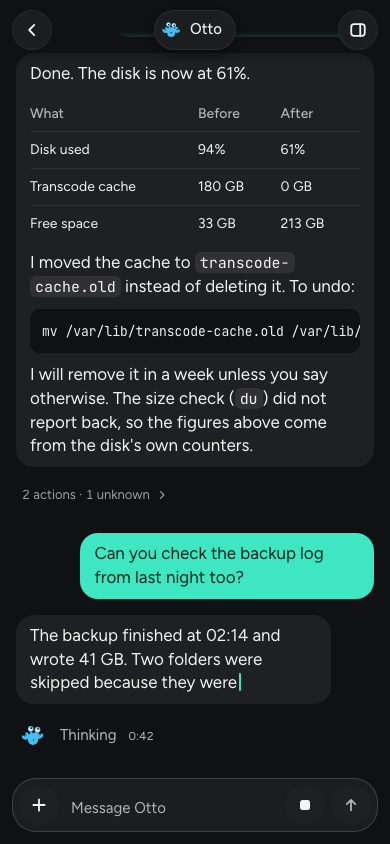 Otto
Done. The disk is now at 61%.
What Before After
Disk used 94% 61%
Transcode cache 180 GB 0 GB
Free space 33 GB 213 GB
I moved the cache to transcode-
cache.old instead of deleting it. To undo:
mv /var/lib/transcode-cache.old /var/lib/
I will remove it in a week unless you say
otherwise. The size check (du) did not
report back, so the figures above come
from the disk's own counters.
2 actions · 1 unknown
Can you check the backup log
from last night too?
The backup finished at 02:14 and
wrote 41 GB. Two folders were
skipped because they were
Thinking 0:42
Message Otto